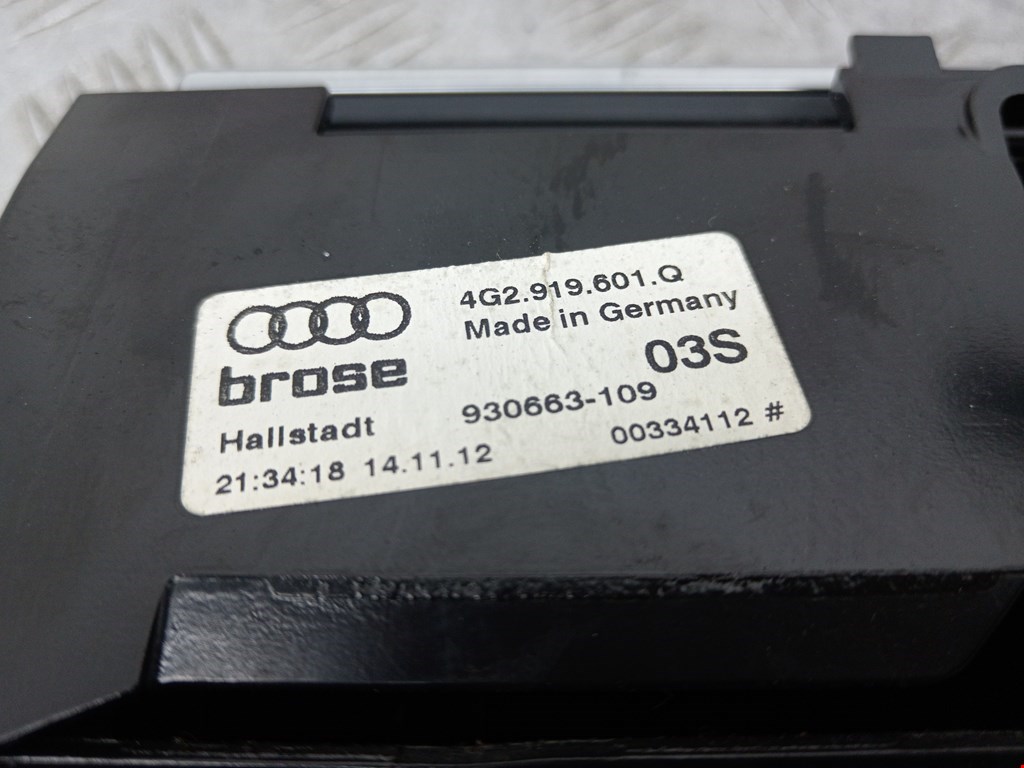 4G2.919.601.Q
Made in Germany
brose
03S
Hallstadt
930663-109
21:34:18 14.11.12
00334112 #